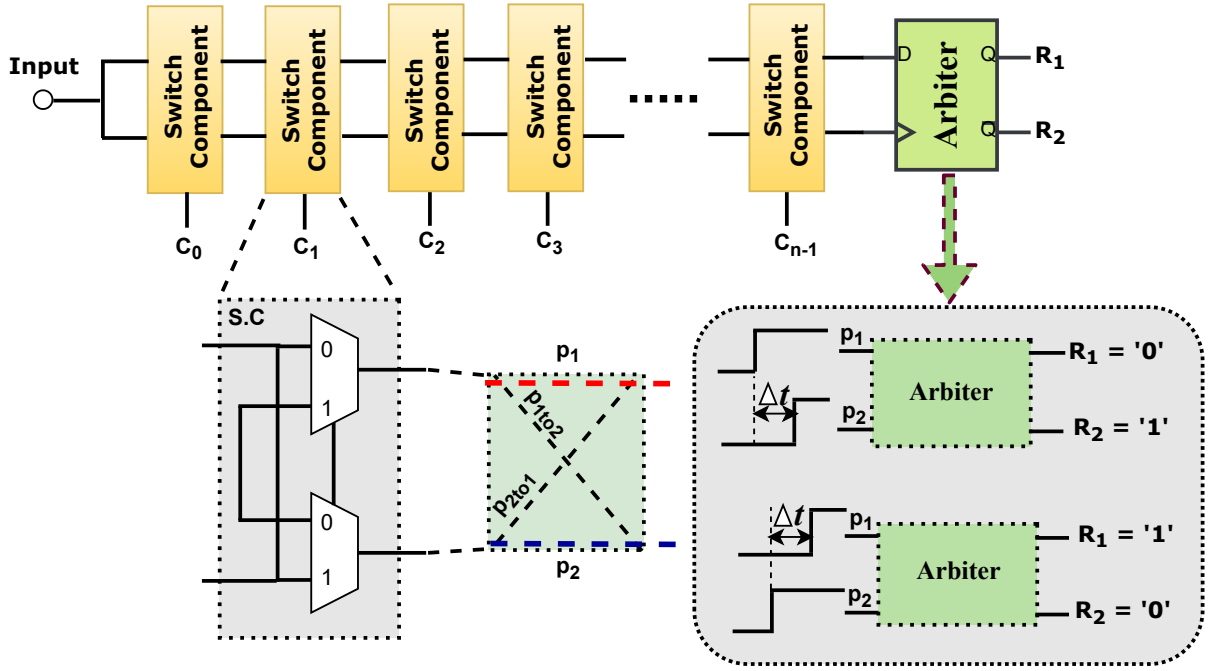 Input
Switch Component
Switch Component
Switch Component
Switch Component
......
Switch Component
D
Q
Q̅
Arbiter
R1
R2
C0
C1
C2
C3
Cn-1
S.C
0
1
0
1
p1
p1to2
p2to1
p2
Δt
p1
p2
Arbiter
R1 = '0'
R2 = '1'
Δt
p1
p2
Arbiter
R1 = '1'
R2 = '0'